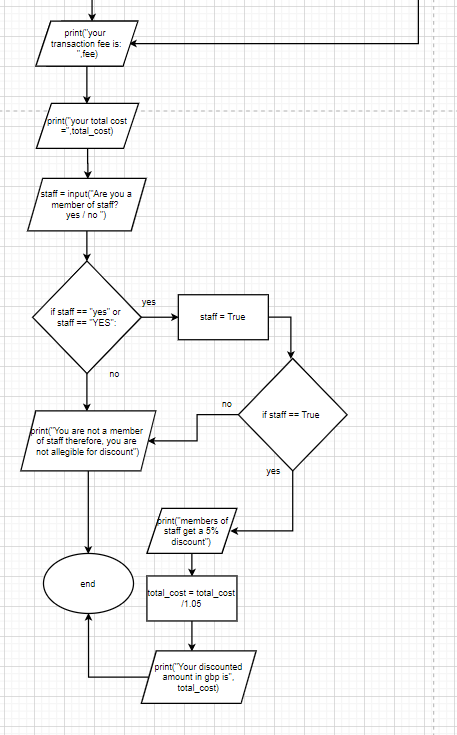 print("your
transaction fee is:
",fee)
print("your total cost
=",total_cost)
staff = input("Are you a
member of staff?
yes / no ")
if staff == "yes" or
staff == "YES":
yes
staff = True
no
if staff == True
no
yes
print("You are not a member
of staff therefore, you are
not allegible for discount")
print("members of
staff get a 5%
discount")
end
total_cost = total_cost
/1.05
print("Your discounted
amount in gbp is",
total_cost)